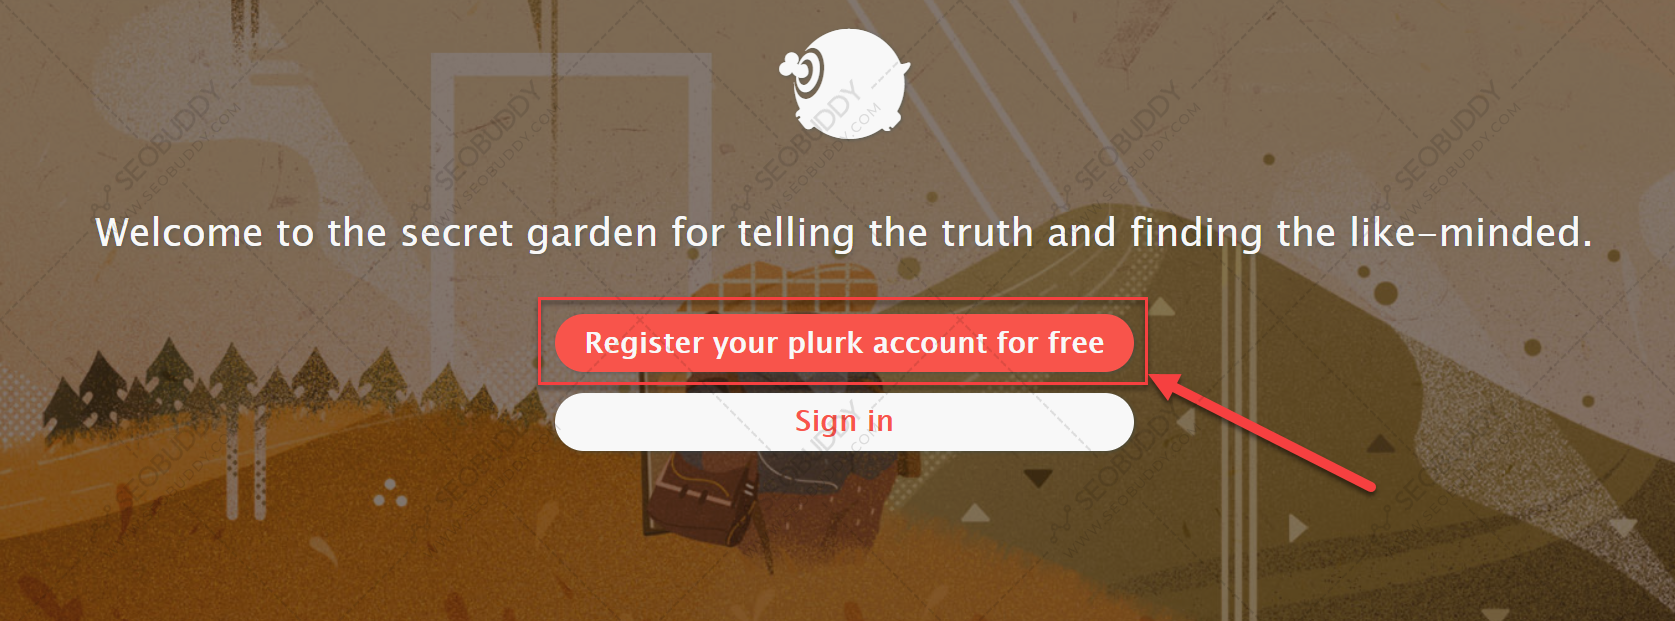 Welcome to the secret garden for telling the truth and finding the like-minded.
Register your plurk account for free
Sign in
SEOBUDDY
WWW.SEOBUDDY.COM